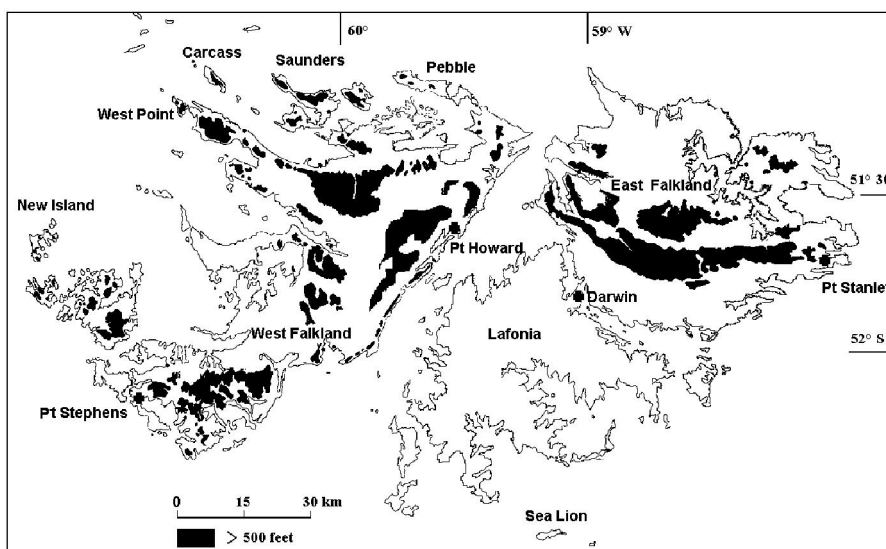 60°
59° W
Carcass
Saunders
Pebble
West Point
51° 30
East Falkland
New Island
Pt Howard
Pt Stanley
Darwin
West Falkland
Lafonia
52° S
Pt Stephens
0 15 30 km
Sea Lion
> 500 feet